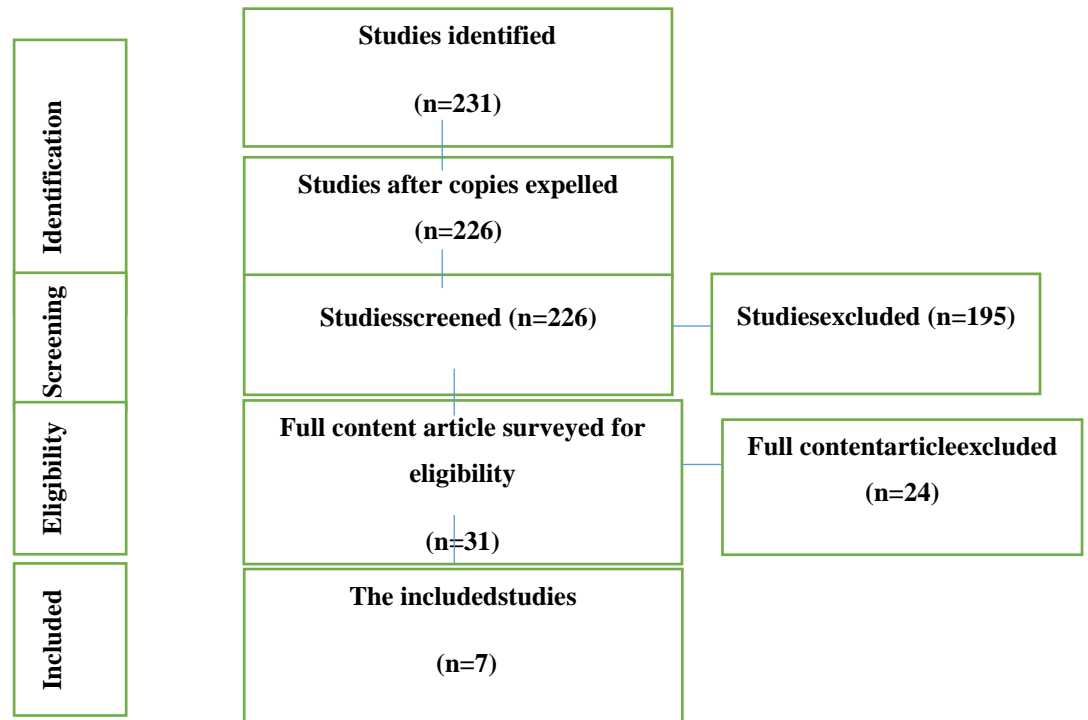 Identification
Studies identified
(n=231)
Studies after copies expelled
(n=226)
Screening
Studiesscreened (n=226)
Studiesexcluded (n=195)
Eligibility
Full content article surveyed for
eligibility
(n=31)
Full contentarticleexcluded
(n=24)
Included
The includedstudies
(n=7)